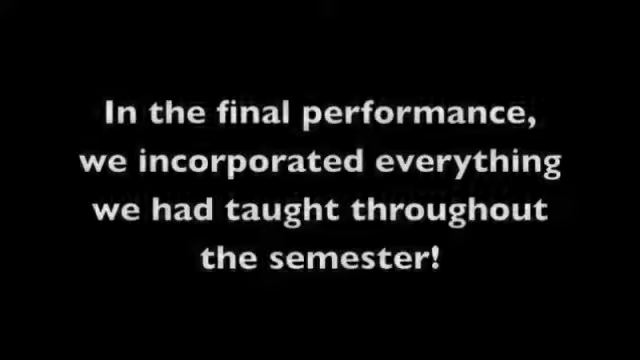 In the final performance,
we incorporated everything
we had taught throughout
the semester!